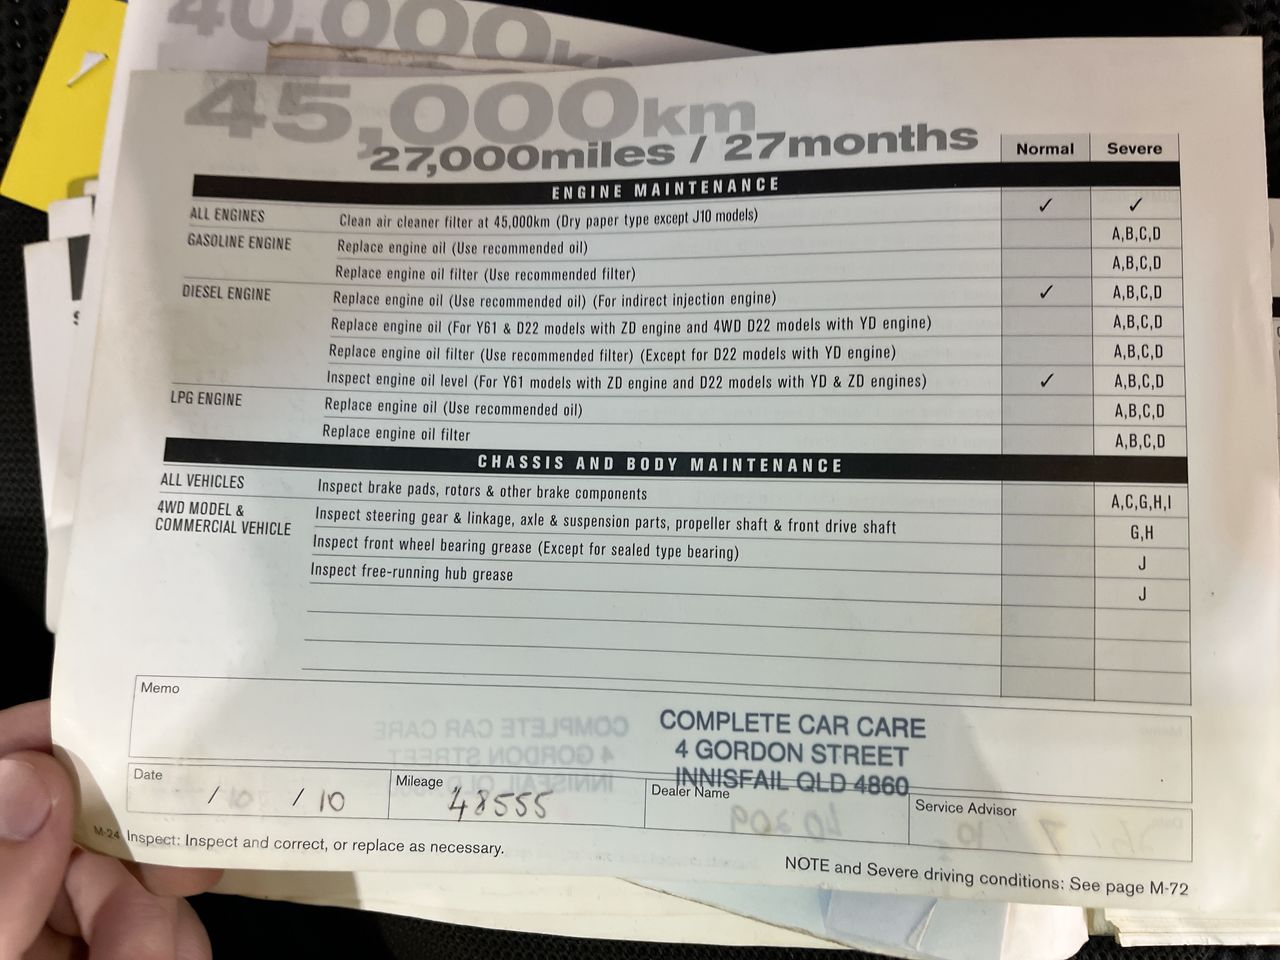 40,000km
45,000km
27,000miles / 27months
Normal Severe
ENGINE MAINTENANCE
ALL ENGINES Clean air cleaner filter at 45,000km (Dry paper type except J10 models) ✓ ✓
GASOLINE ENGINE Replace engine oil (Use recommended oil) A,B,C,D
Replace engine oil filter (Use recommended filter) A,B,C,D
DIESEL ENGINE Replace engine oil (Use recommended oil) (For indirect injection engine) ✓ A,B,C,D
Replace engine oil (For Y61 & D22 models with ZD engine and 4WD D22 models with YD engine) A,B,C,D
Replace engine oil filter (Use recommended filter) (Except for D22 models with YD engine) A,B,C,D
Inspect engine oil level (For Y61 models with ZD engine and D22 models with YD & ZD engines) ✓ A,B,C,D
LPG ENGINE Replace engine oil (Use recommended oil) A,B,C,D
Replace engine oil filter A,B,C,D
CHASSIS AND BODY MAINTENANCE
ALL VEHICLES Inspect brake pads, rotors & other brake components A,C,G,H,I
4WD MODEL & COMMERCIAL VEHICLE Inspect steering gear & linkage, axle & suspension parts, propeller shaft & front drive shaft G,H
Inspect front wheel bearing grease (Except for sealed type bearing) J
Inspect free-running hub grease J
Memo
COMPLETE CAR CARE
4 GORDON STREET
INNISFAIL QLD 4860
Date / / 10
Mileage 48555
Dealer Name
Service Advisor
M-24 Inspect: Inspect and correct, or replace as necessary.
NOTE and Severe driving conditions: See page M-72